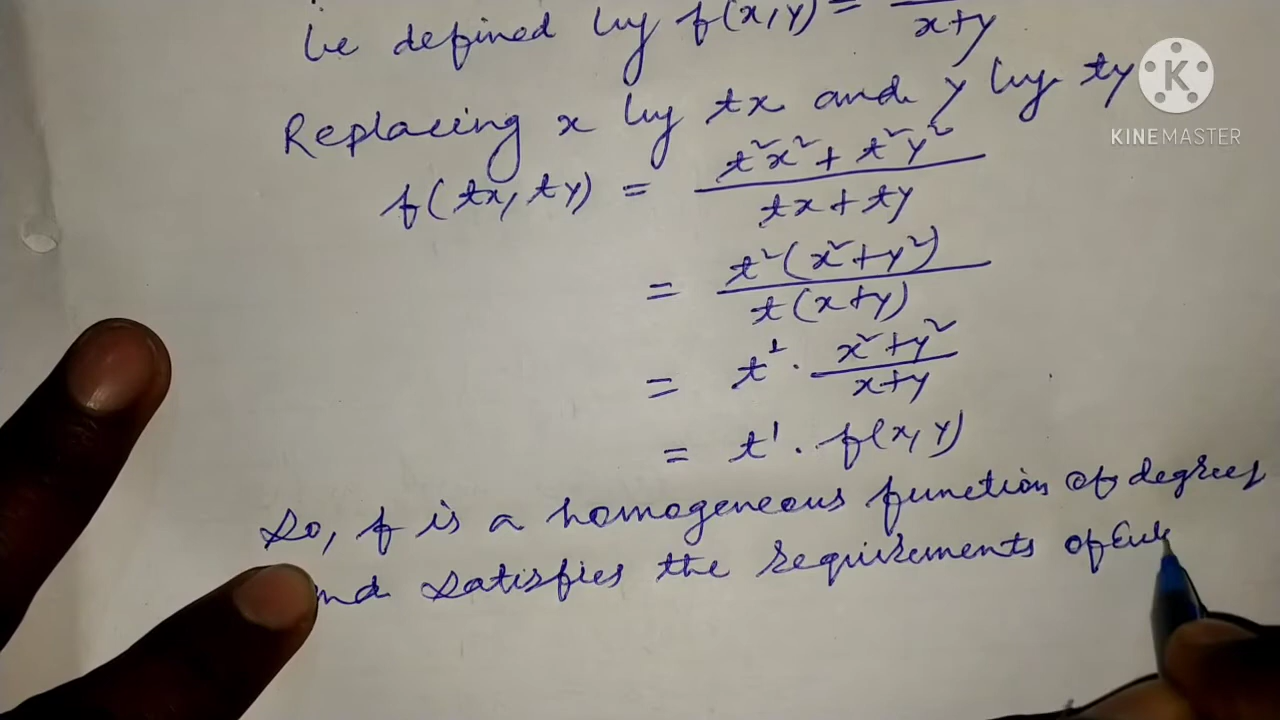 be defined by f(x,y) = x+y
Replacing x by tx and y by ty
KINEMASTER
f(tx, ty) = t²x² + t²y² / tx + ty
= t²(x²+y²) / t(x+y)
= t¹ · x²+y² / x+y
= t¹ · f(x,y)
So, f is a homogeneous function of degree 1
and satisfies the requirements of Eule